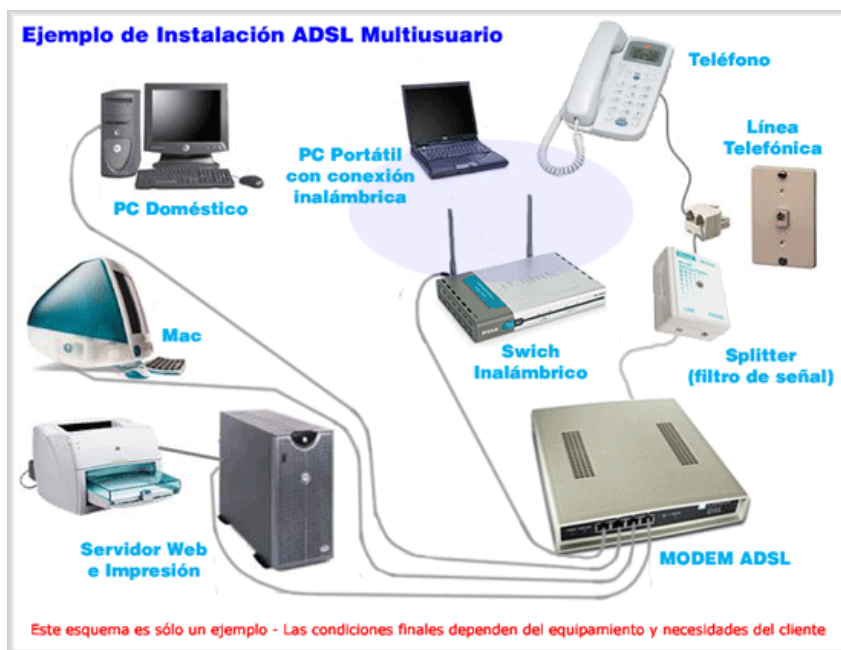 Ejemplo de Instalación ADSL Multiusuario
Teléfono
Línea
Telefónica
PC Portátil
con conexión
inalámbrica
PC Doméstico
Mac
Swich
Inalámbrico
Splitter
(filtro de señal)
Servidor Web
e Impresión
MODEM ADSL
DSL
Este esquema es sólo un ejemplo - Las condiciones finales dependen del equipamiento y necesidades del cliente